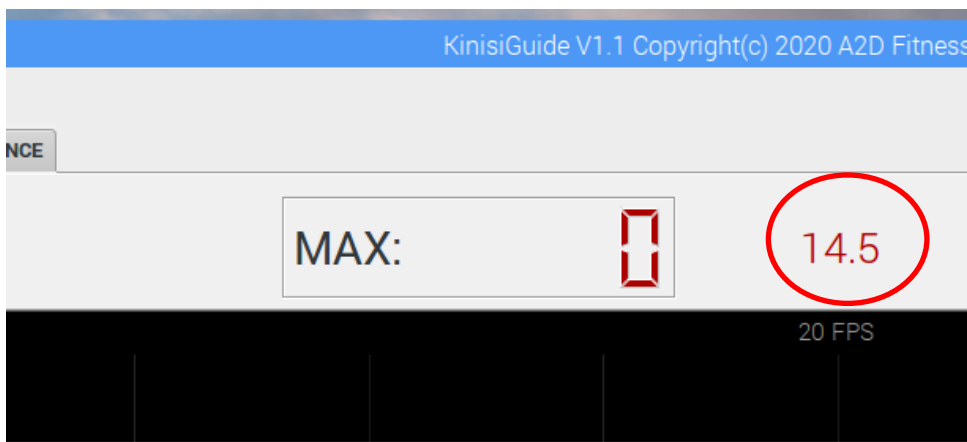 KinisiGuide V1.1 Copyright(c) 2020 A2D Fitness
NCE
MAX: 0 14.5
20 FPS